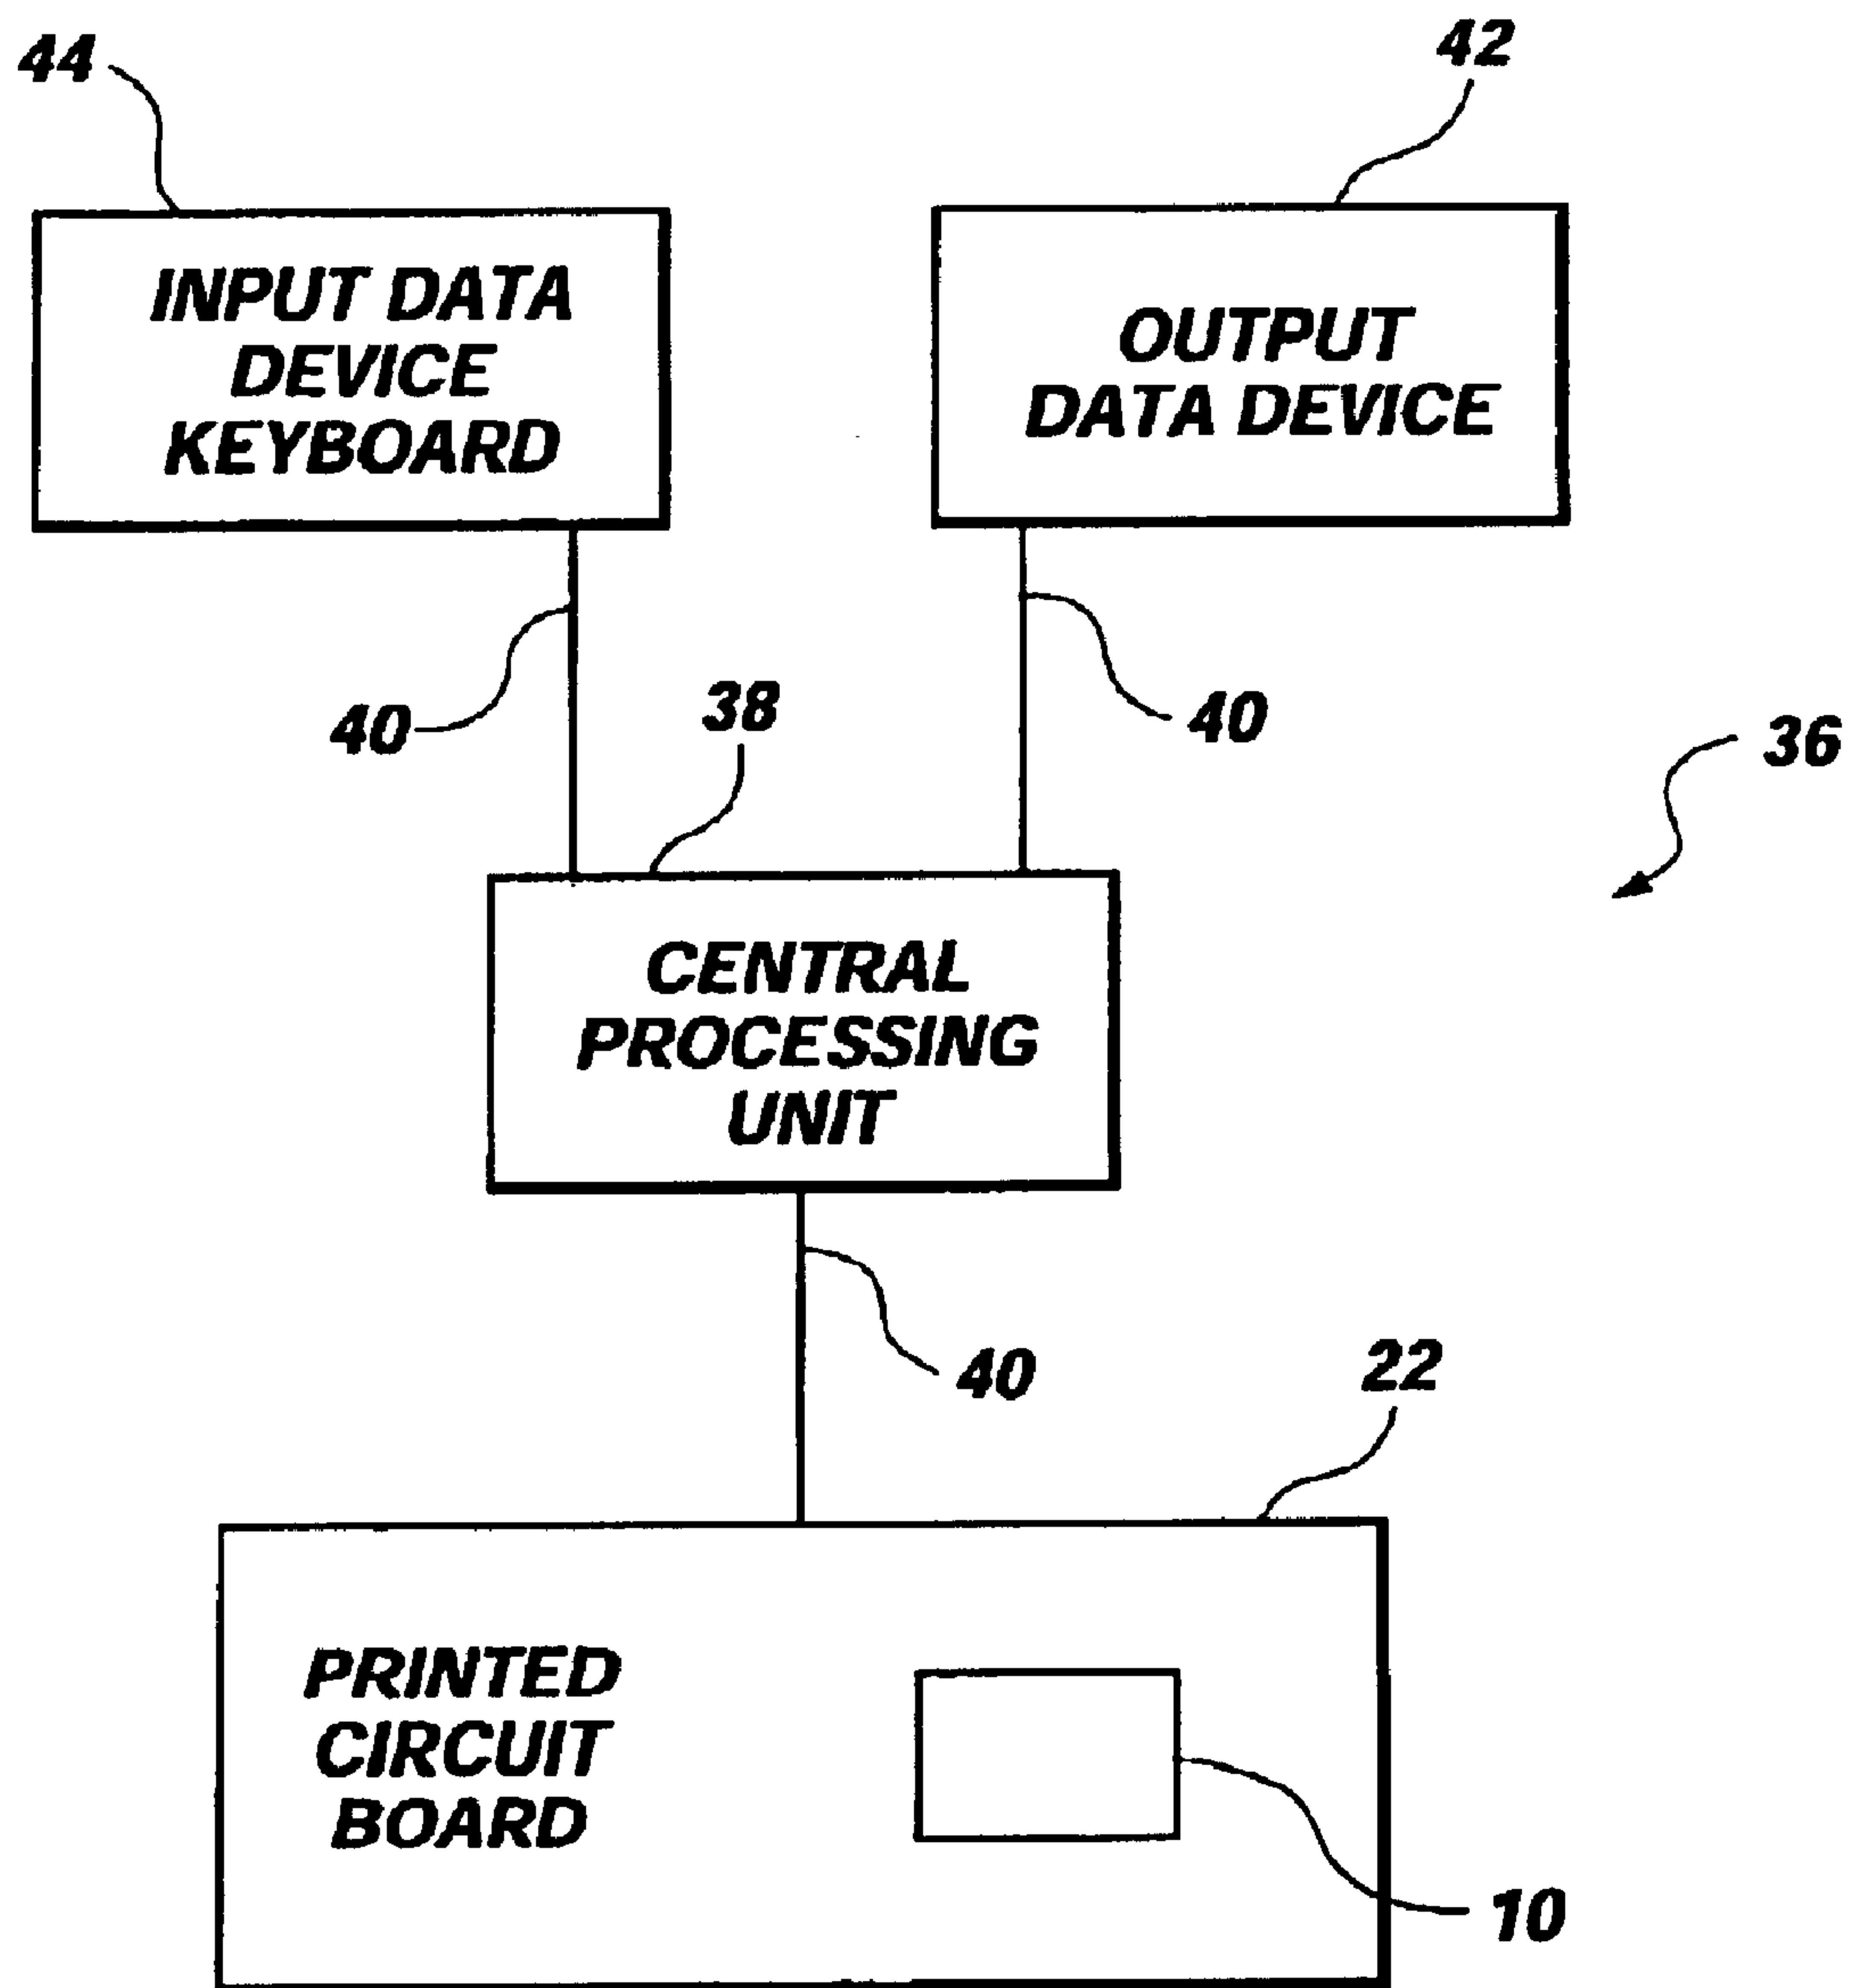 44
42
INPUT DATA
DEVICE
KEYBOARD
OUTPUT
DATA DEVICE
40
38
40
36
CENTRAL
PROCESSING
UNIT
40
22
PRINTED
CIRCUIT
BOARD
10